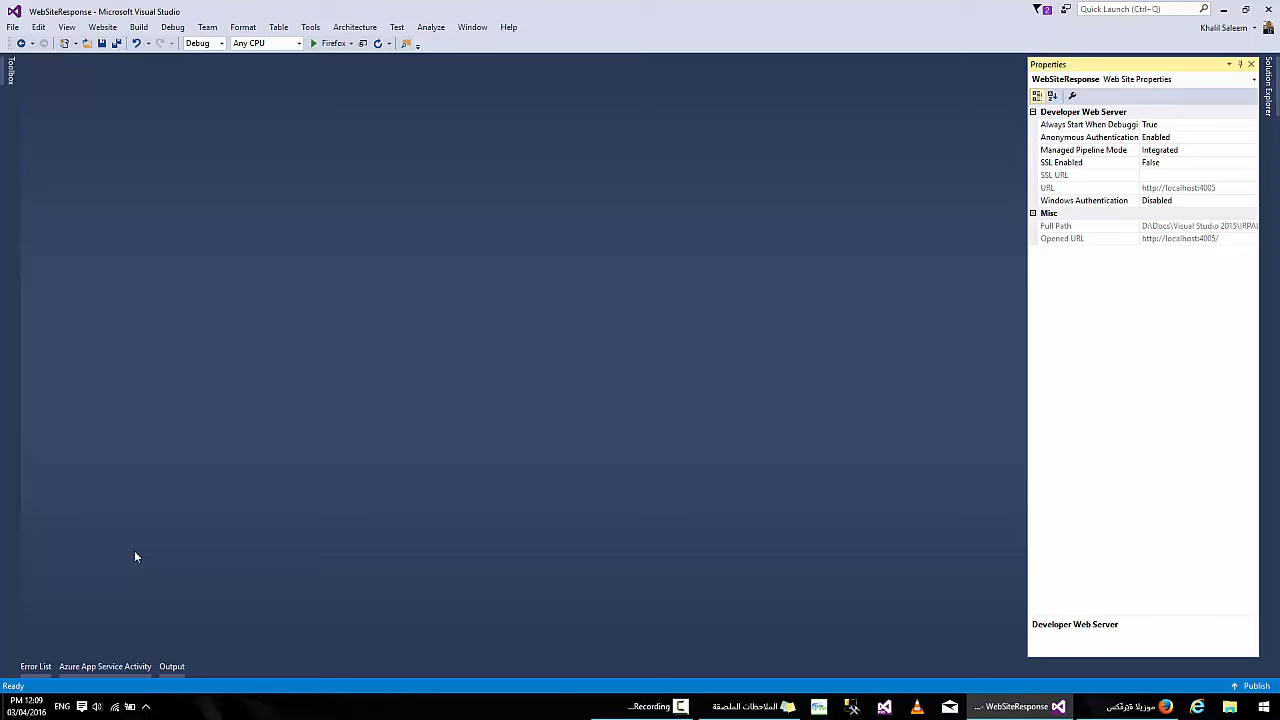 WebSiteResponse - Microsoft Visual Studio
2
Quick Launch (Ctrl+Q)
File Edit View Website Build Debug Team Format Table Tools Architecture Test Analyze Window Help
Khalil Saleem
Debug Any CPU Firefox
Toolbox
Properties
WebSiteResponse Web Site Properties
Developer Web Server
Always Start When Debuggi True
Anonymous Authentication Enabled
Managed Pipeline Mode Integrated
SSL Enabled False
SSL URL
URL http://localhost:4005
Windows Authentication Disabled
Misc
Full Path D:\Docs\Visual Studio 2015\IRPAL
Opened URL http://localhost:4005/
Developer Web Server
Solution Explorer
Error List Azure App Service Activity Output
Ready
Publish
PM 12:09
03/04/2016
ENG
...Recording
الملاحظات الملصقة
...- WebSiteResponse
موزيلا فَيَرفُكس